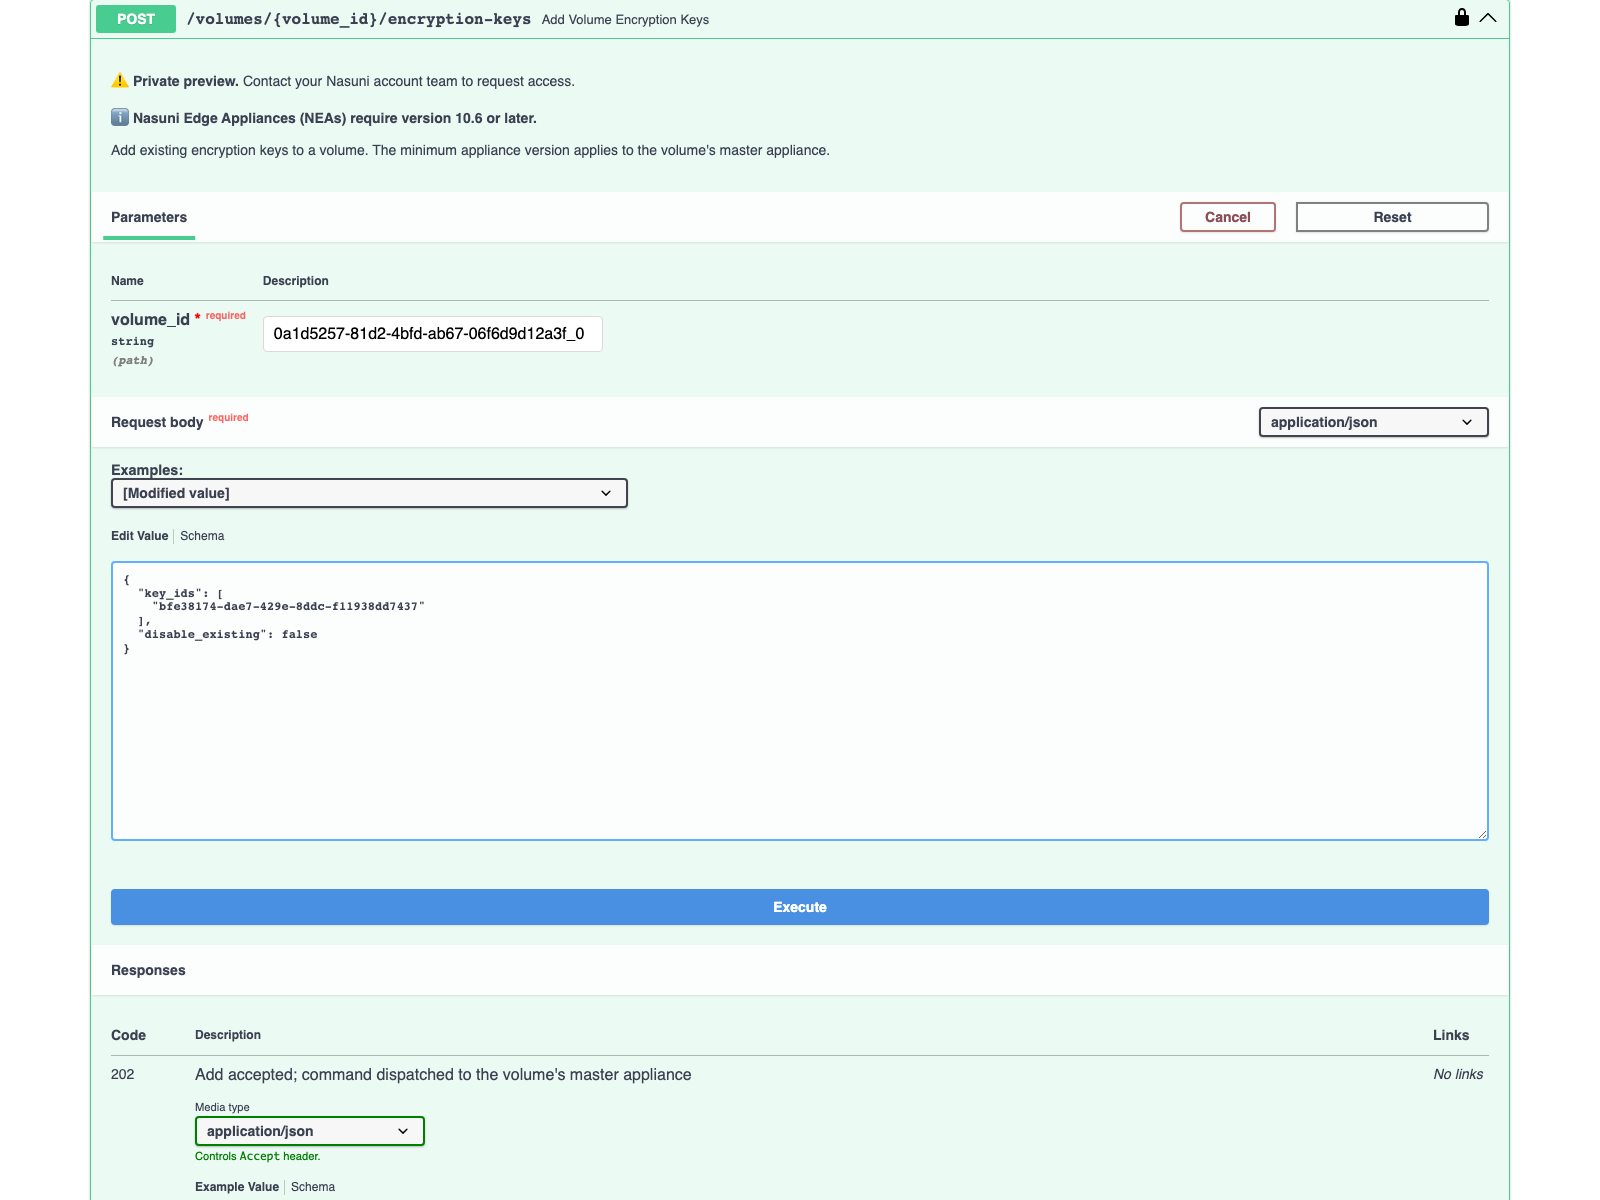 POST /volumes/{volume_id}/encryption-keys Add Volume Encryption Keys
⚠️ Private preview. Contact your Nasuni account team to request access.
ℹ️ Nasuni Edge Appliances (NEAs) require version 10.6 or later.
Add existing encryption keys to a volume. The minimum appliance version applies to the volume's master appliance.
Parameters Cancel Reset
Name Description
volume_id * required
string
(path)
0a1d5257-81d2-4bfd-ab67-06f6d9d12a3f_0
Request body required application/json
Examples:
[Modified value]
Edit Value Schema
{
  "key_ids": [
    "bfe38174-dae7-429e-8ddc-f11938dd7437"
  ],
  "disable_existing": false
}
Execute
Responses
Code Description Links
202 Add accepted; command dispatched to the volume's master appliance No links
Media type
application/json
Controls Accept header.
Example Value Schema